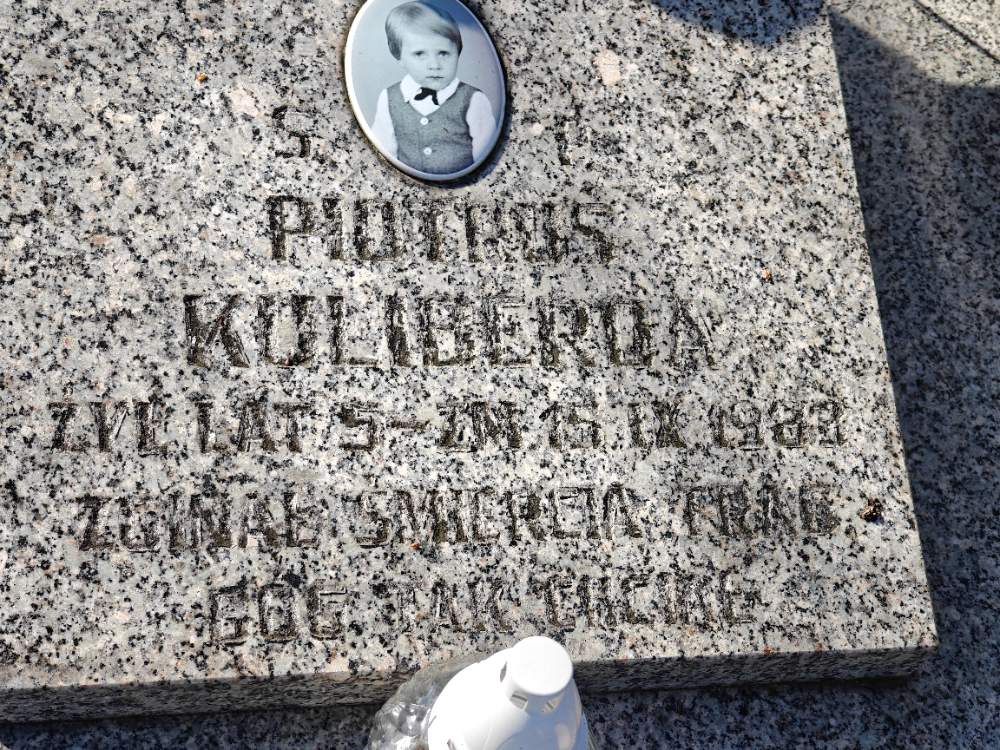 Ś. P.
PIOTRUŚ
KULIBERDA
ŻYŁ LAT 5 - ZM 15 IX 1983
ZGINĄŁ ŚMIERCIĄ TRAG
BÓG TAK CHCIAŁ